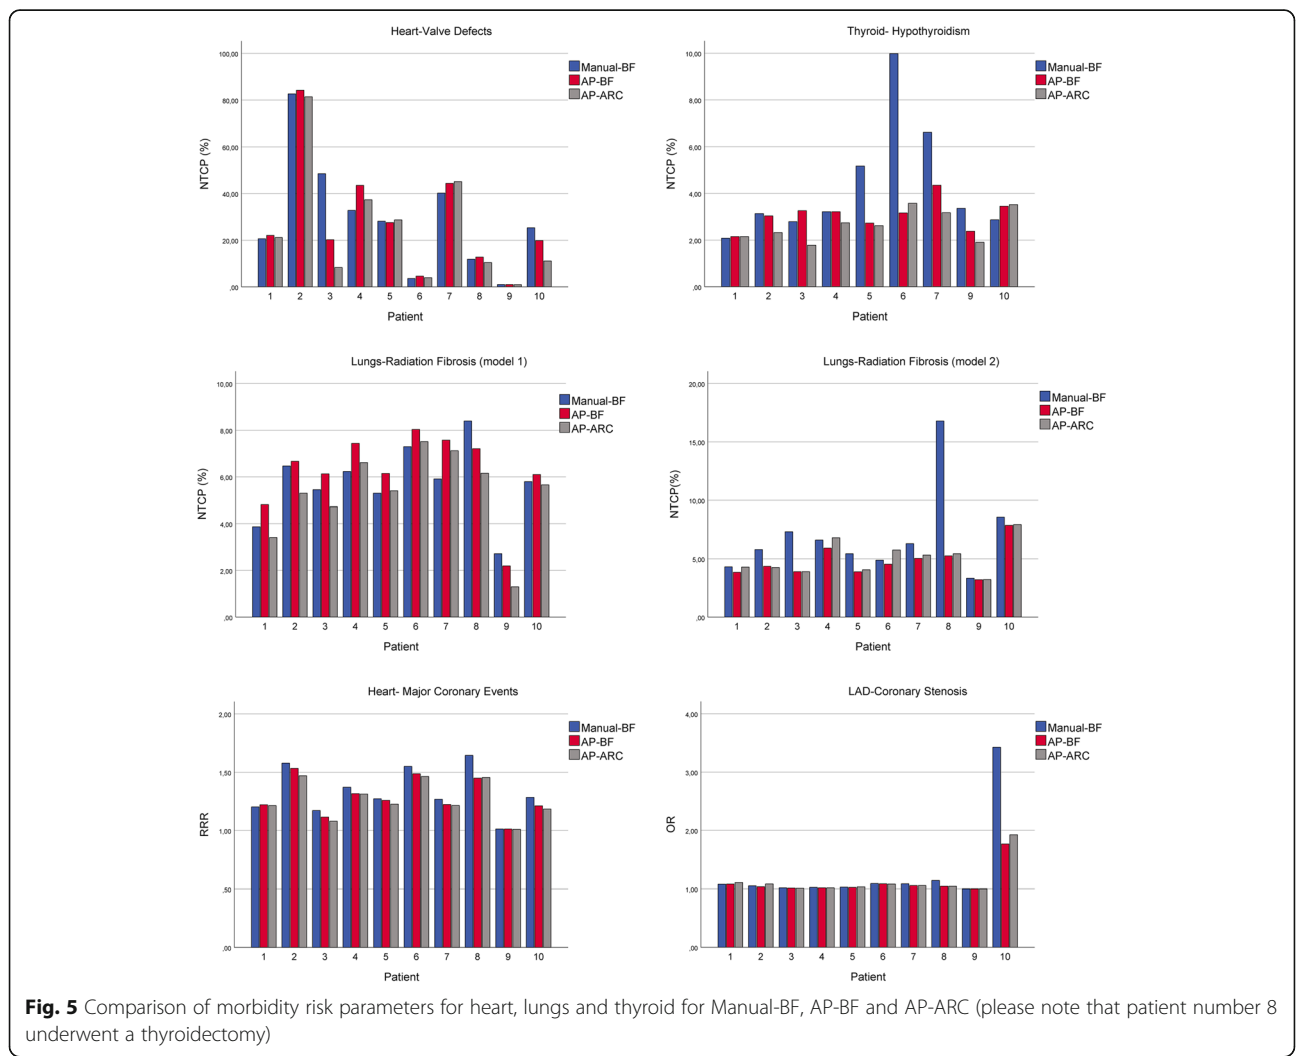 Heart-Valve Defects
100,00
80,00
60,00
40,00
20,00
,00
NTCP (%)
1 2 3 4 5 6 7 8 9 10
Patient
Manual-BF
AP-BF
AP-ARC
Thyroid- Hypothyroidism
10,00
8,00
6,00
4,00
2,00
,00
NTCP (%)
1 2 3 4 5 6 7 9 10
Patient
Manual-BF
AP-BF
AP-ARC
Lungs-Radiation Fibrosis (model 1)
10,00
8,00
6,00
4,00
2,00
,00
NTCP (%)
1 2 3 4 5 6 7 8 9 10
Patient
Manual-BF
AP-BF
AP-ARC
Lungs-Radiation Fibrosis (model 2)
20,00
15,00
10,00
5,00
,00
NTCP(%)
1 2 3 4 5 6 7 8 9 10
Patient
Manual-BF
AP-BF
AP-ARC
Heart- Major Coronary Events
2,00
1,50
1,00
,50
,00
RRR
1 2 3 4 5 6 7 8 9 10
Patient
Manual-BF
AP-BF
AP-ARC
LAD-Coronary Stenosis
4,00
3,00
2,00
1,00
,00
OR
1 2 3 4 5 6 7 8 9 10
Patient
Manual-BF
AP-BF
AP-ARC
Fig. 5 Comparison of morbidity risk parameters for heart, lungs and thyroid for Manual-BF, AP-BF and AP-ARC (please note that patient number 8
underwent a thyroidectomy)